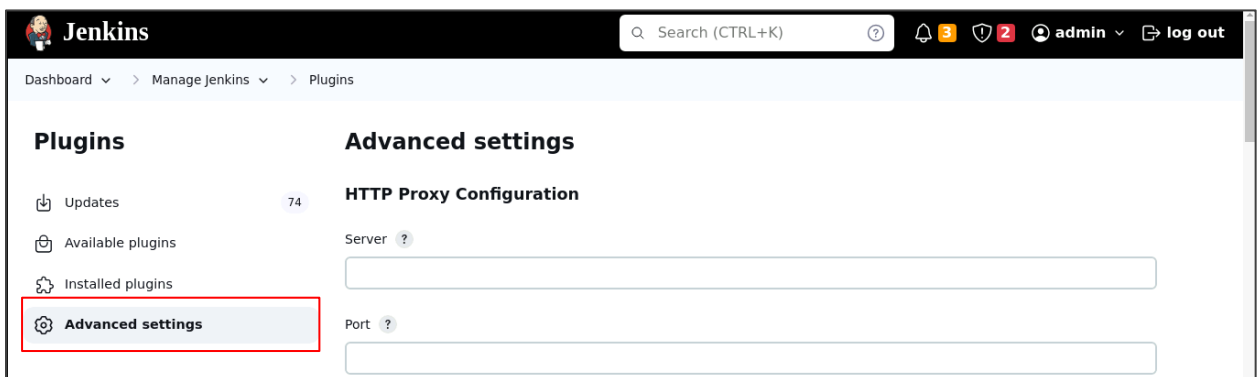 Jenkins
Search (CTRL+K) ?
3 2 admin log out
Dashboard > Manage Jenkins > Plugins
Plugins
Updates 74
Available plugins
Installed plugins
Advanced settings
Advanced settings
HTTP Proxy Configuration
Server ?
Port ?